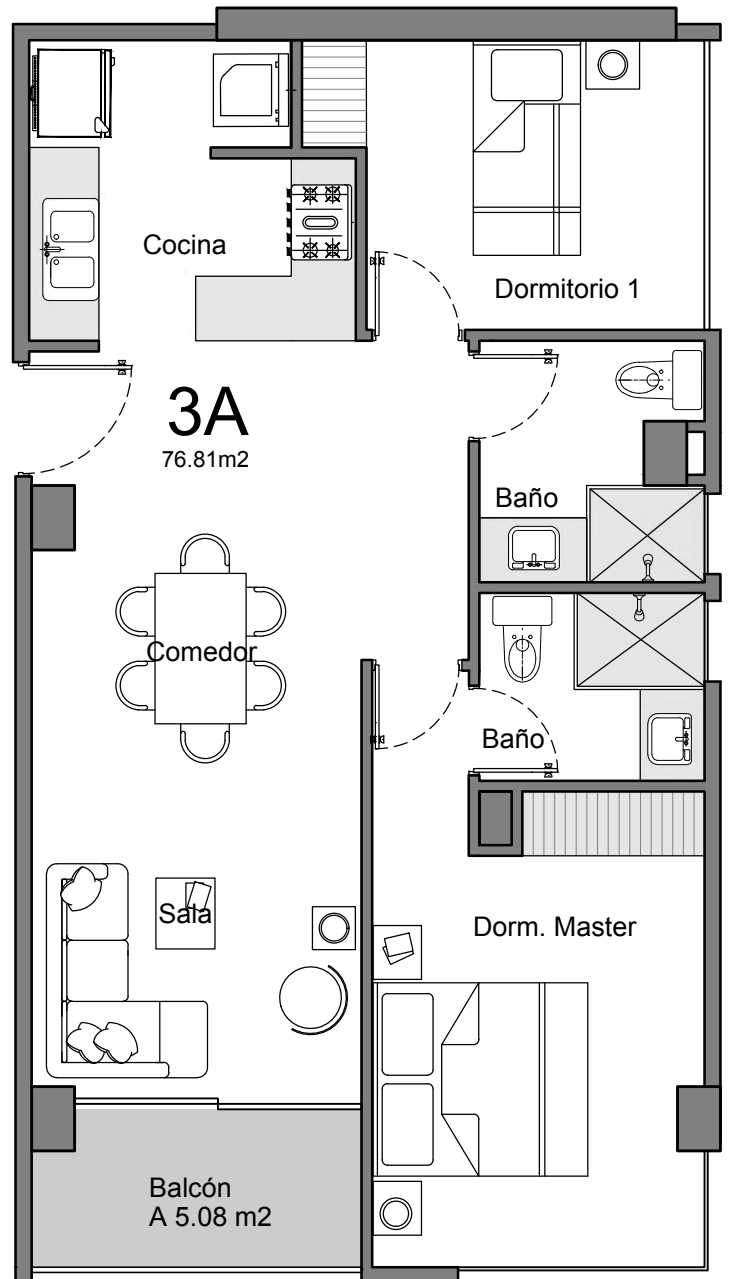 Cocina
Dormitorio 1
3A
76.81m2
Baño
Comedor
Baño
Sala
Dorm. Master
Balcón
A 5.08 m2